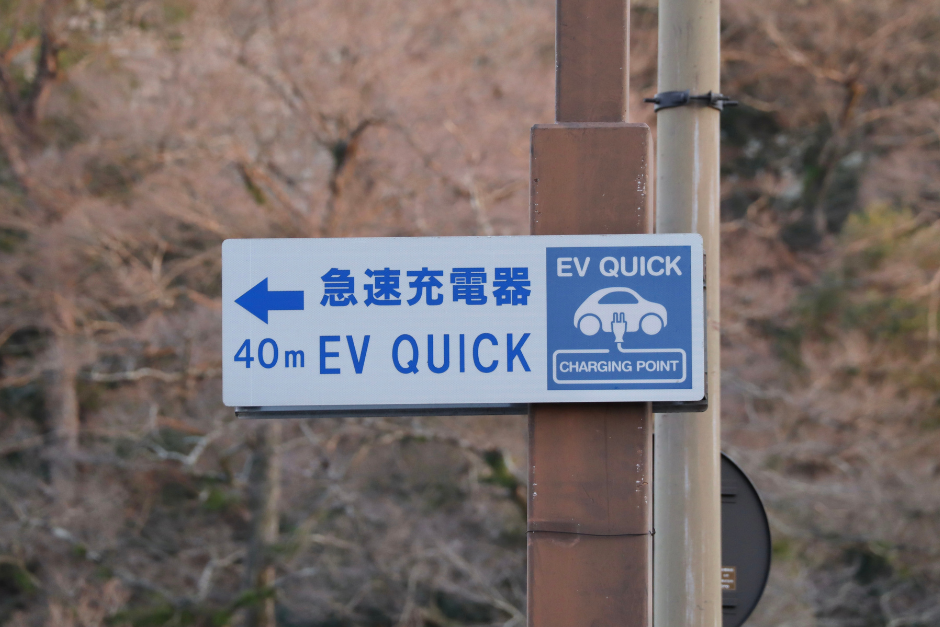 急速充電器
40m EV QUICK
EV QUICK
CHARGING POINT